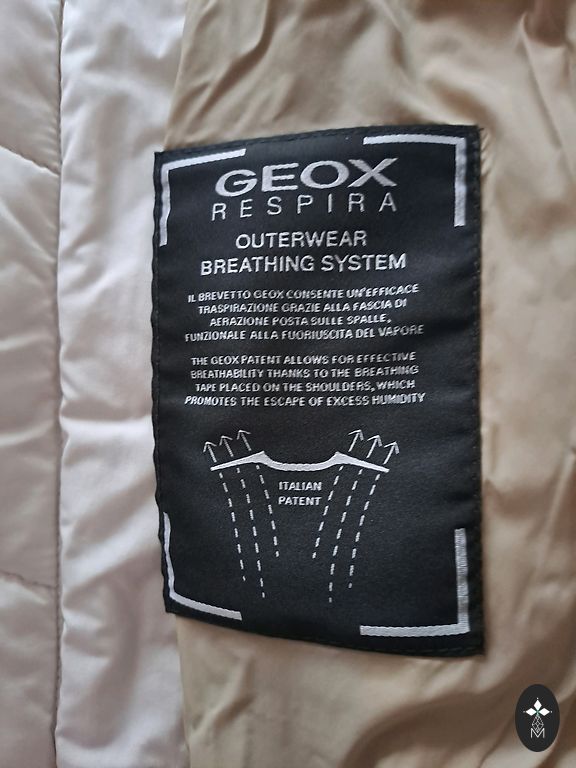 GEOX
RESPIRA
OUTERWEAR
BREATHING SYSTEM
IL BREVETTO GEOX CONSENTE UN'EFFICACE
TRASPIRAZIONE GRAZIE ALLA FASCIA DI
AERAZIONE POSTA SULLE SPALLE,
FUNZIONALE ALLA FUORIUSCITA DEL VAPORE
THE GEOX PATENT ALLOWS FOR EFFECTIVE
BREATHABILITY THANKS TO THE BREATHING
TAPE PLACED ON THE SHOULDERS, WHICH
PROMOTES THE ESCAPE OF EXCESS HUMIDITY
ITALIAN
PATENT
M